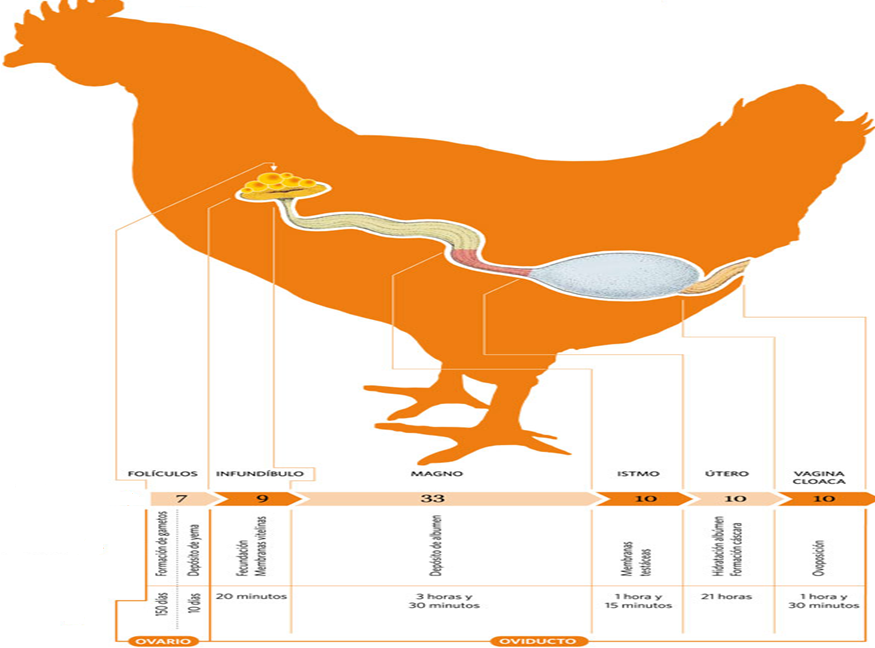 FOLÍCULOS
INFUNDÍBULO
MAGNO
ISTMO
ÚTERO
VAGINA
CLOACA
7
9
33
10
10
10
Formación de gametos
Depósito de yema
Fecundación
Membranas vitelinas
Depósito de albumen
Membranas
testáceas
Hidratación albúmen
Formación cáscara
Ovoposición
150 días
10 días
20 minutos
3 horas y
30 minutos
1 hora y
15 minutos
21 horas
1 hora y
30 minutos
OVARIO
OVIDUCTO